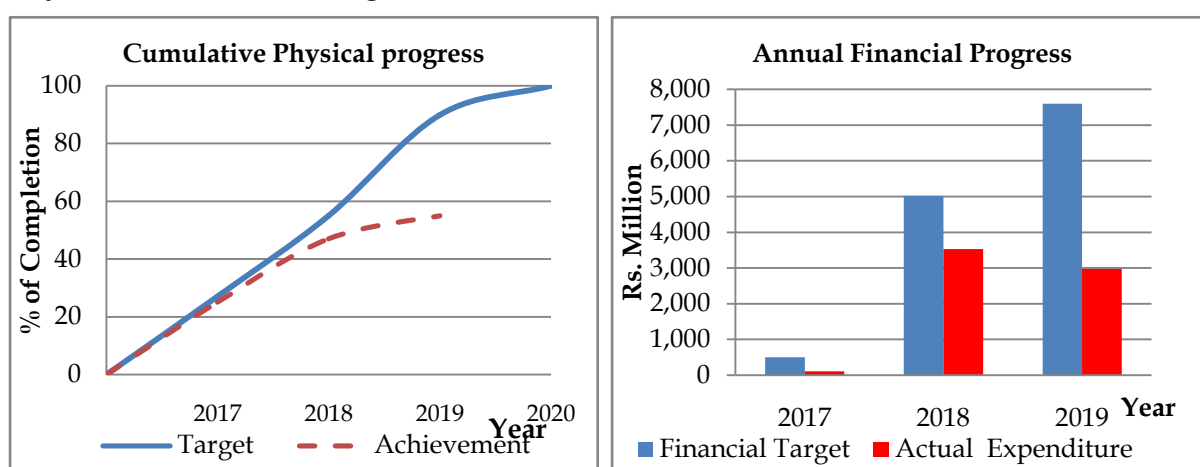 Cumulative Physical progress
% of Completion
100
80
60
40
20
0
2017 2018 2019 2020
Year
Target Achievement
Annual Financial Progress
Rs. Million
8,000
7,000
6,000
5,000
4,000
3,000
2,000
1,000
0
2017 2018 2019 Year
Financial Target Actual Expenditure